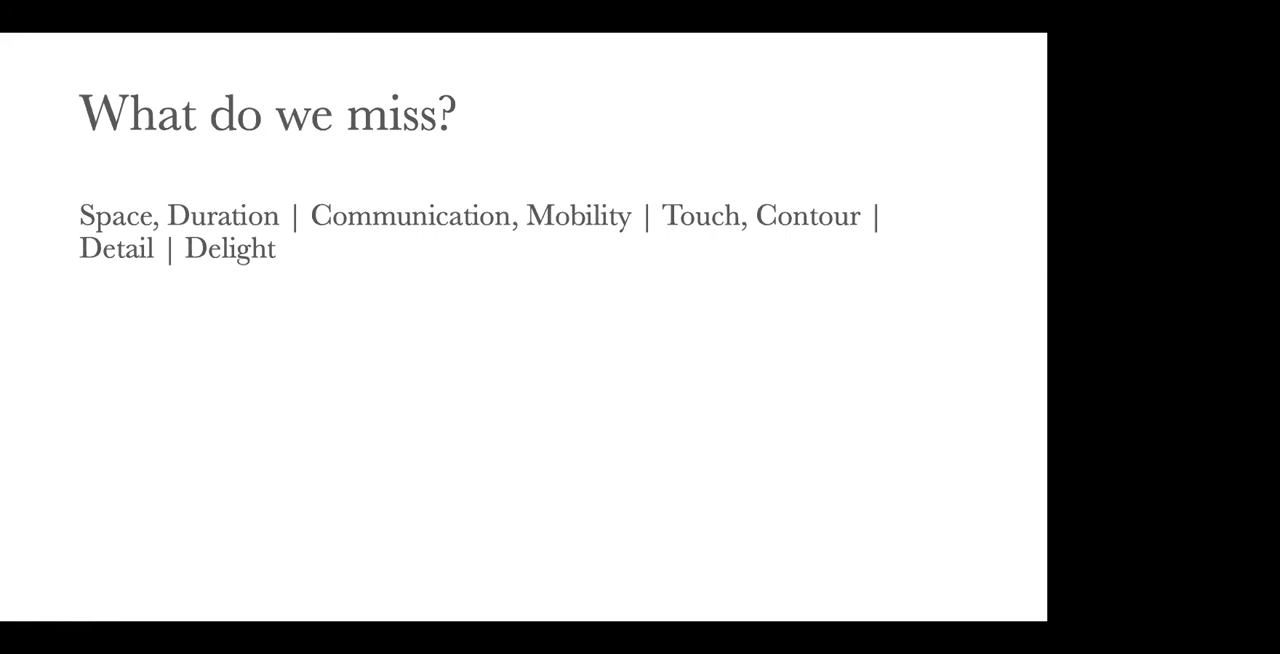 What do we miss?
Space, Duration | Communication, Mobility | Touch, Contour |
Detail | Delight